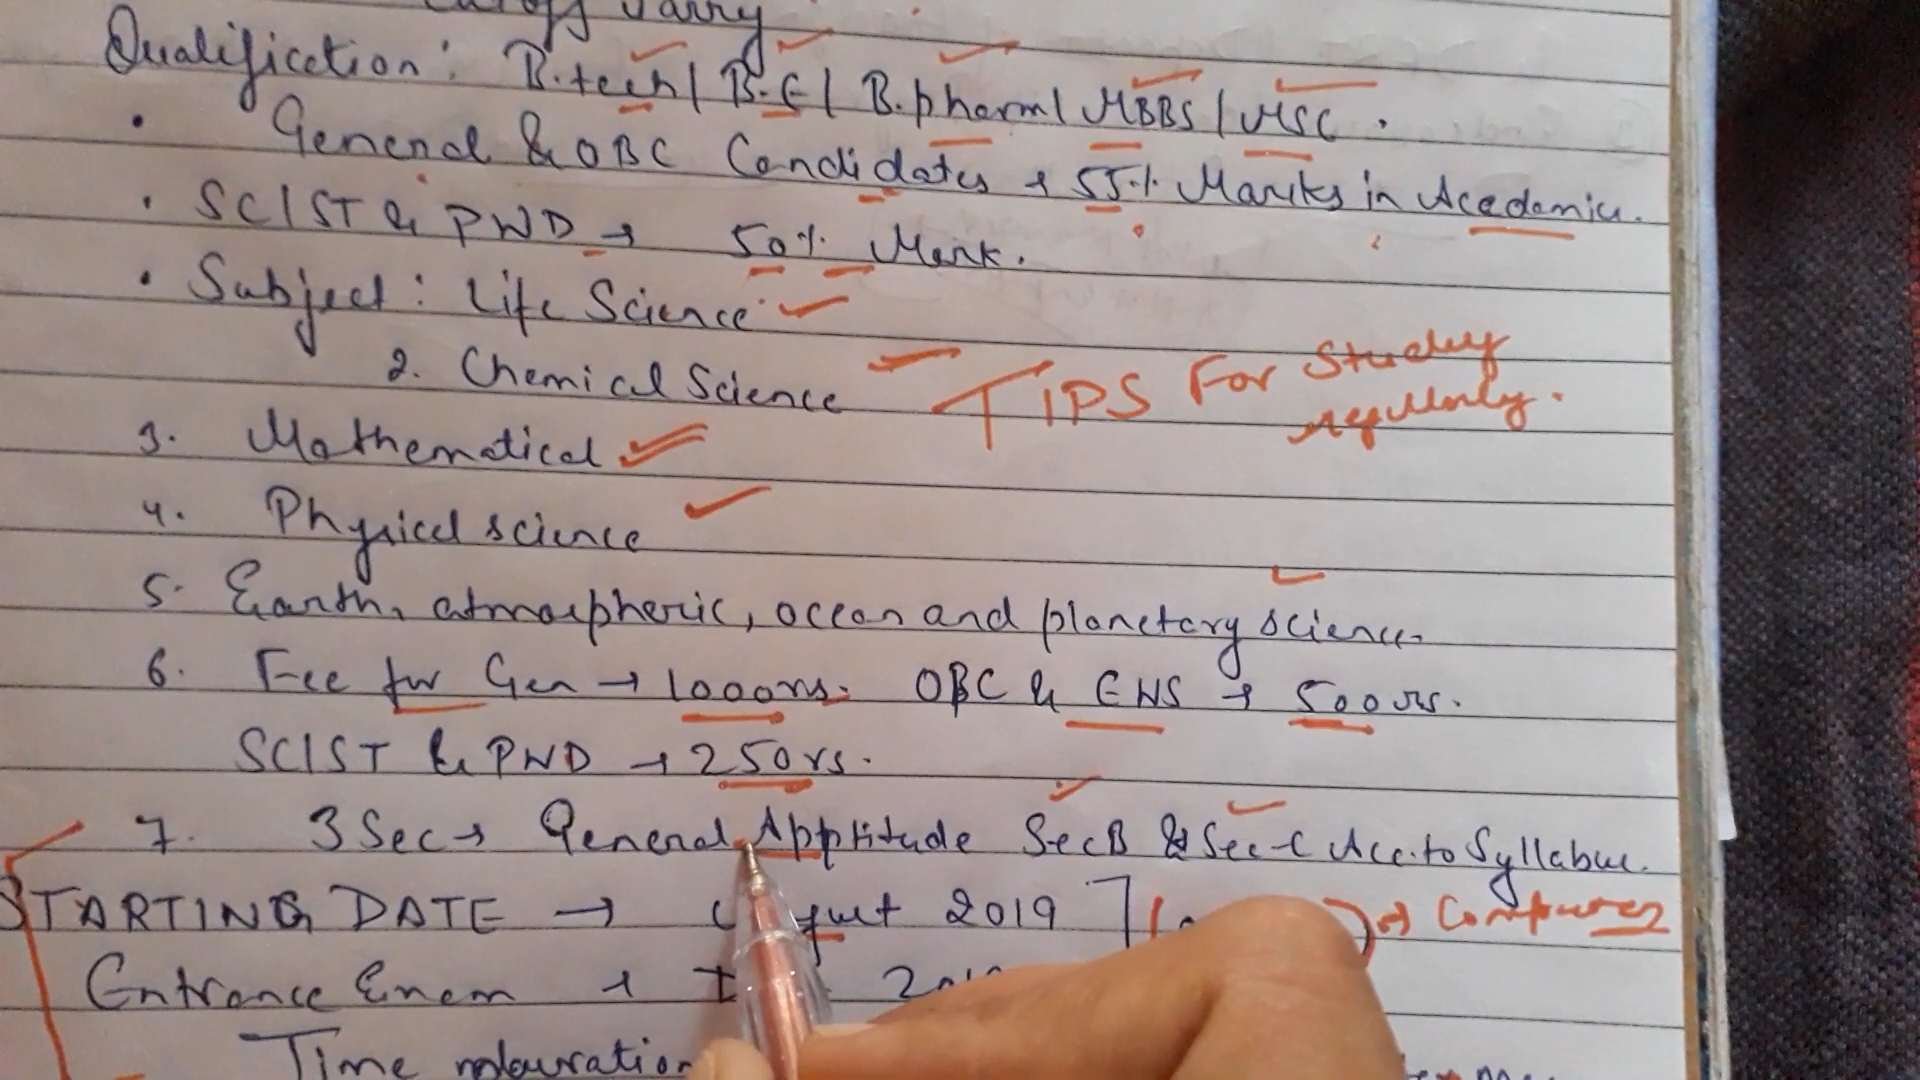 Cutoff Varry
Qualification: B.tech/ B.E/ B.pharm/ MBBS/ MSC.
• General & OBC Candidates → 55% Marks in Academic.
• SC/ST & PWD → 50% Mark.
• Subject: Life Science
2. Chemical Science
TIPS For Study regularly.
3. Mathematical
4. Physical science
5. Earth, atmospheric, ocean and planetary science.
6. Fee for Gen → 1000rs. OBC & EWS → 500rs.
SC/ST & PWD → 250rs.
7. 3 Sec → General Apptitude Sec B & Sec-C Acc. to Syllabus.
STARTING DATE → 2019
Entrance Exam →
Time